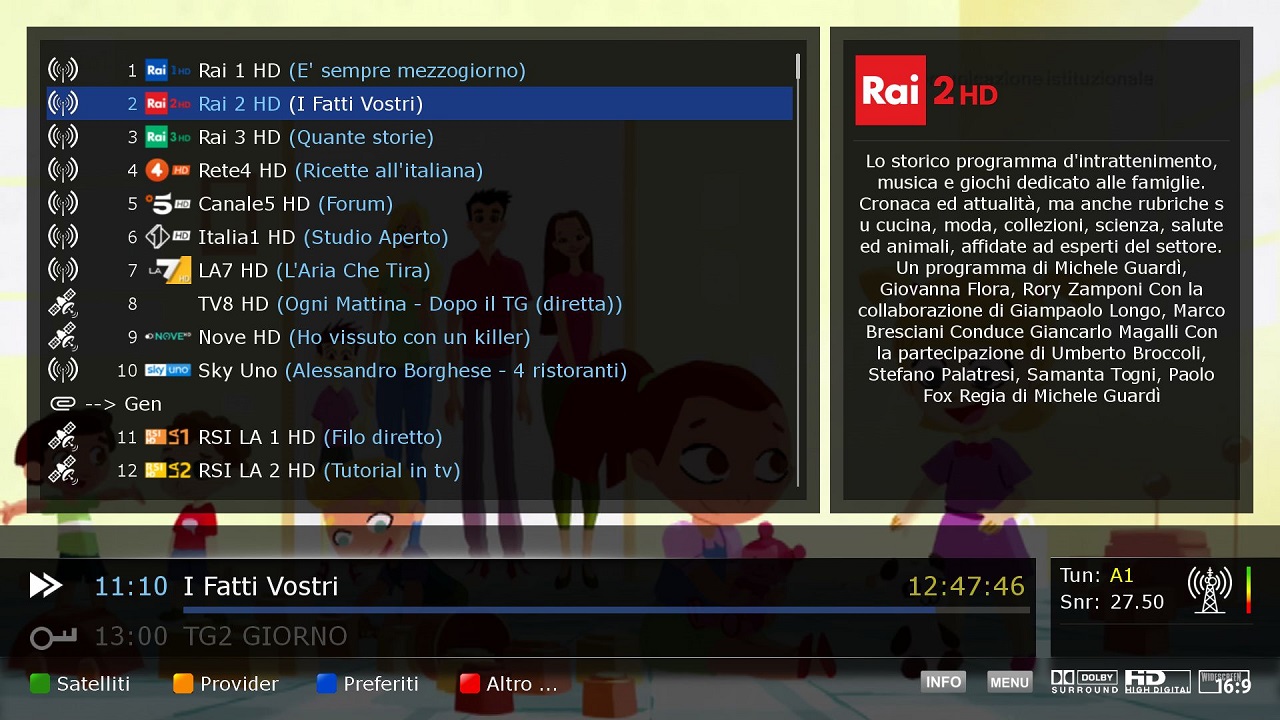 1 Rai 1HD Rai 1 HD (E' sempre mezzogiorno)
2 Rai 2HD Rai 2 HD (I Fatti Vostri)
3 Rai 3HD Rai 3 HD (Quante storie)
4 4 HD Rete4 HD (Ricette all'italiana)
5 5 HD Canale5 HD (Forum)
6 1 HD Italia1 HD (Studio Aperto)
7 LA7 HD LA7 HD (L'Aria Che Tira)
8 TV8 HD (Ogni Mattina - Dopo il TG (diretta))
9 NOVE HD Nove HD (Ho vissuto con un killer)
10 sky uno Sky Uno (Alessandro Borghese - 4 ristoranti)
--> Gen
11 RSI HD LA1 RSI LA 1 HD (Filo diretto)
12 RSI HD LA2 RSI LA 2 HD (Tutorial in tv)
Rai 2 HD
istituzionale
Lo storico programma d'intrattenimento,
musica e giochi dedicato alle famiglie.
Cronaca ed attualità, ma anche rubriche s
u cucina, moda, collezioni, scienza, salute
ed animali, affidate ad esperti del settore.
Un programma di Michele Guardì,
Giovanna Flora, Rory Zamponi Con la
collaborazione di Giampaolo Longo, Marco
Bresciani Conduce Giancarlo Magalli Con
la partecipazione di Umberto Broccoli,
Stefano Palatresi, Samanta Togni, Paolo
Fox Regia di Michele Guardì
11:10 I Fatti Vostri 12:47:46
13:00 TG2 GIORNO
Tun: A1
Snr: 27.50
Satelliti Provider Preferiti Altro ...
INFO MENU DOLBY SURROUND HD HIGH DIGITAL WIDESCREEN 16:9